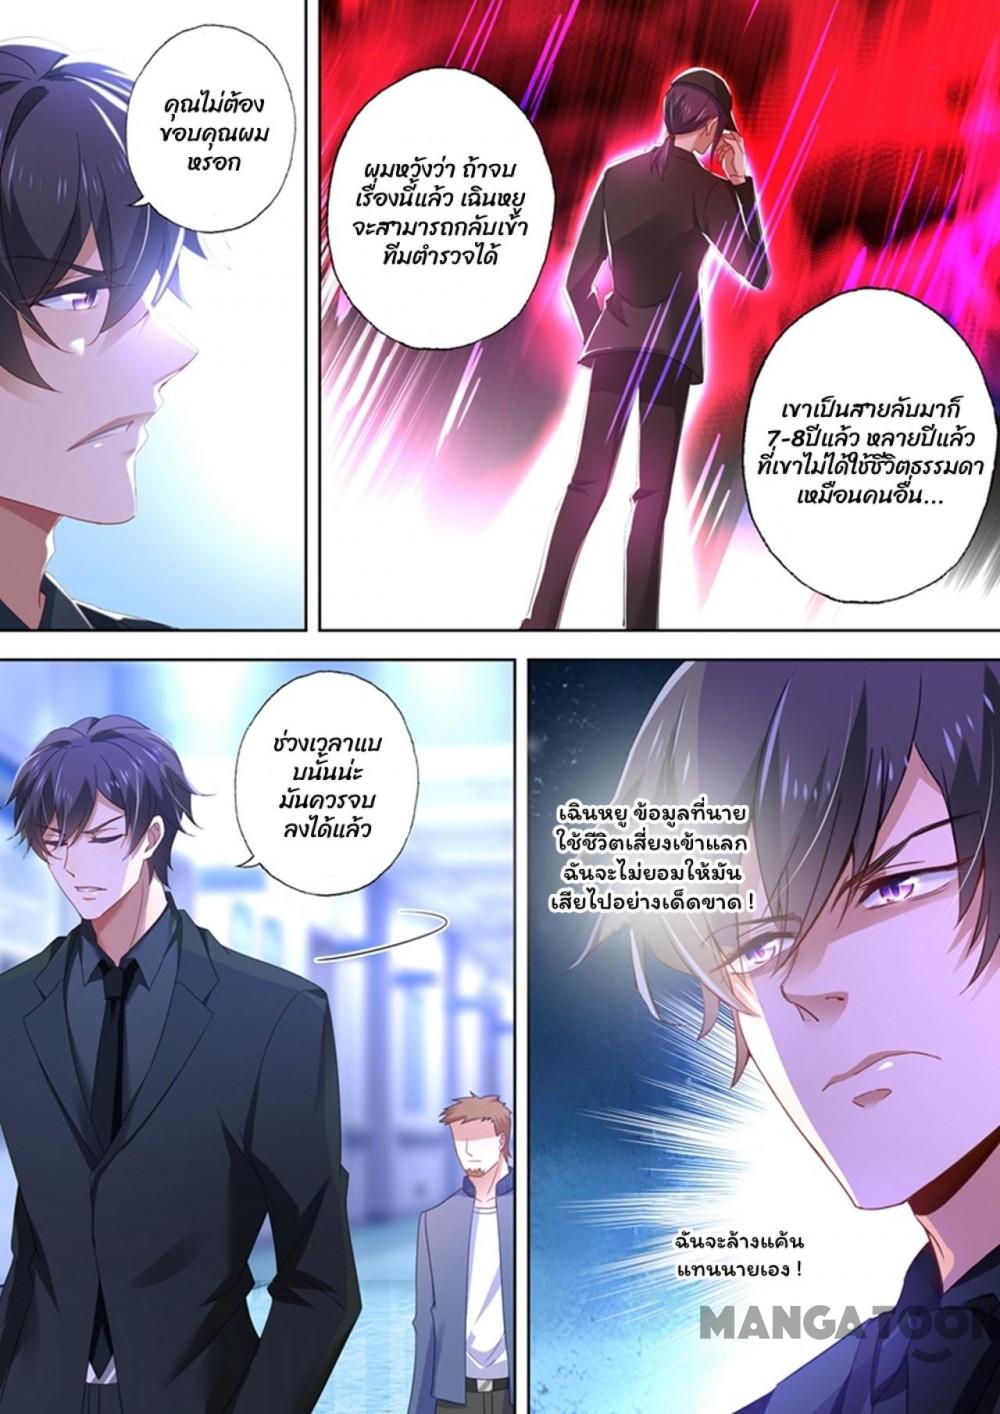 คุณไม่ต้อง
ขอบคุณผม
หรอก
ผมหวังว่า ถ้าจบ
เรื่องนี้แล้ว เฉินหยู
จะสามารถกลับเข้า
ทีมตำรวจได้
เขาเป็นสายลับมาก็
7-8ปีแล้ว หลายปีแล้ว
ที่เขาไม่ได้ใช้ชีวิตธรรมดา
เหมือนคนอื่น...
ช่วงเวลาแบ
บนั้นน่ะ
มันควรจบ
ลงได้แล้ว
เฉินหยู ข้อมูลที่นาย
ใช้ชีวิตเสี่ยงเข้าแลก
ฉันจะไม่ยอมให้มัน
เสียไปอย่างเด็ดขาด !
ฉันจะล้างแค้น
แทนนายเอง !
MANGATOON